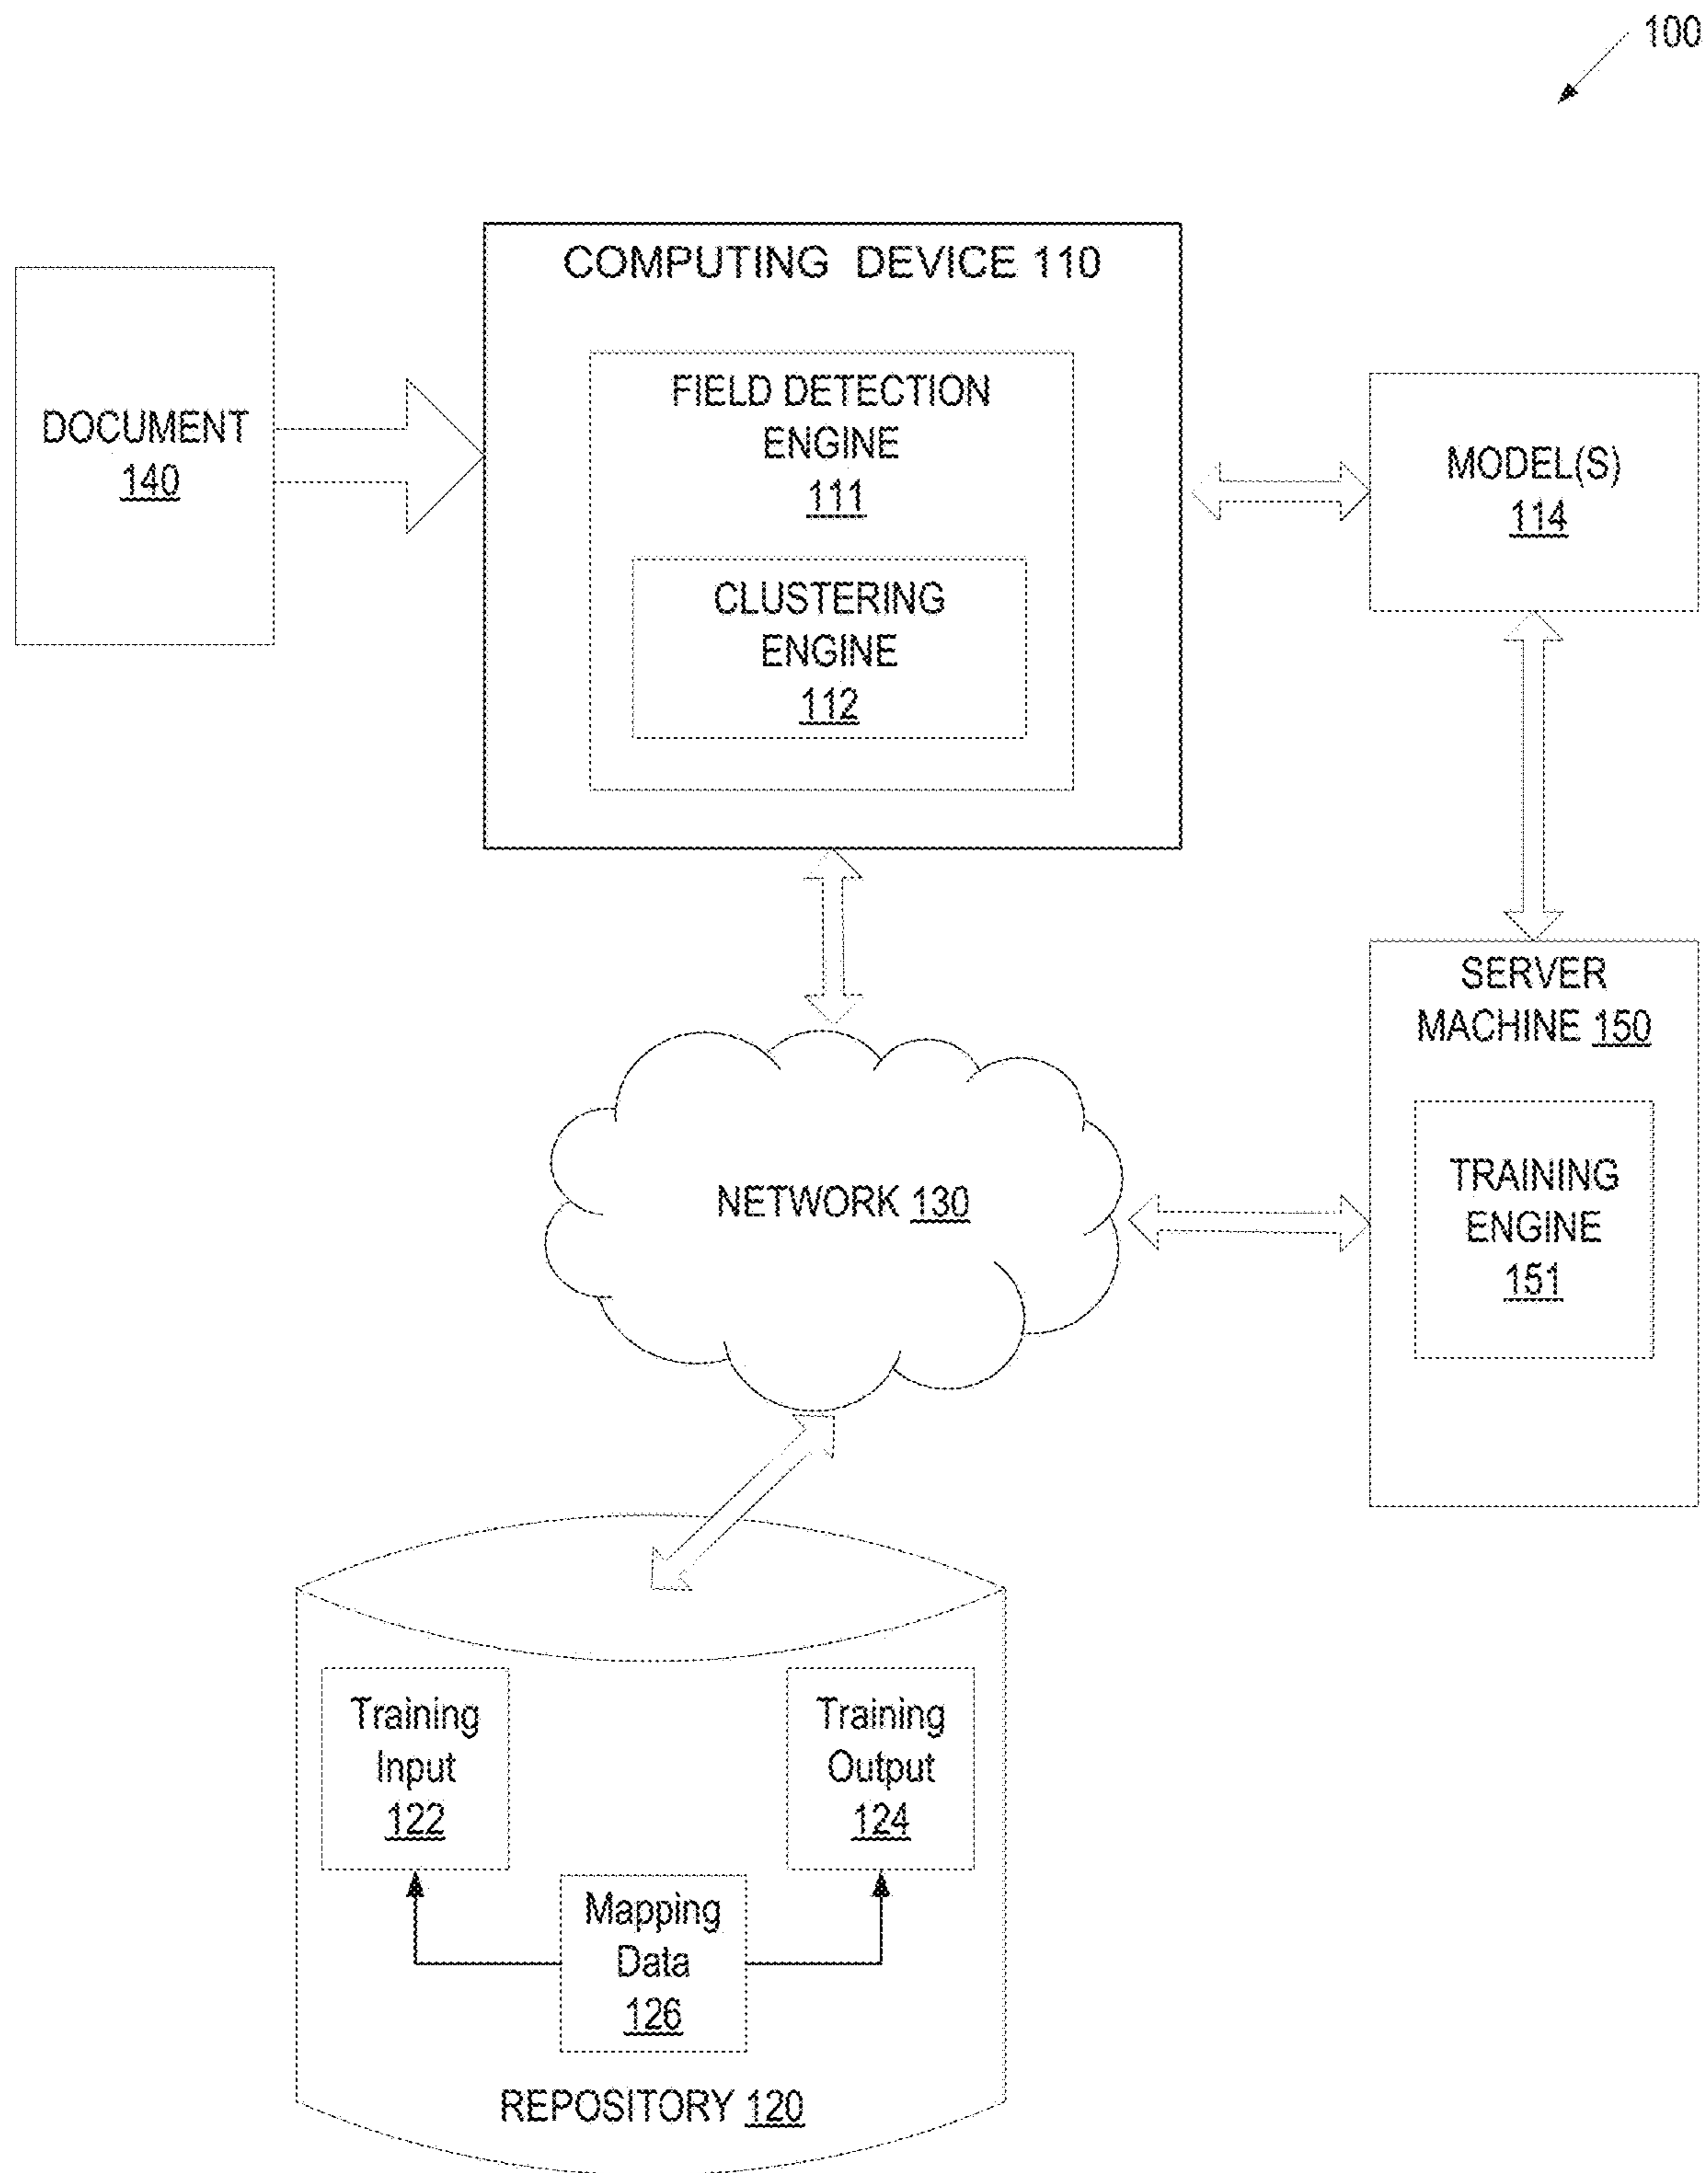 100
COMPUTING DEVICE 110
DOCUMENT
140
FIELD DETECTION
ENGINE
111
CLUSTERING
ENGINE
112
MODEL(S)
114
SERVER
MACHINE 150
TRAINING
ENGINE
151
NETWORK 130
Training
Input
122
Training
Output
124
Mapping
Data
126
REPOSITORY 120